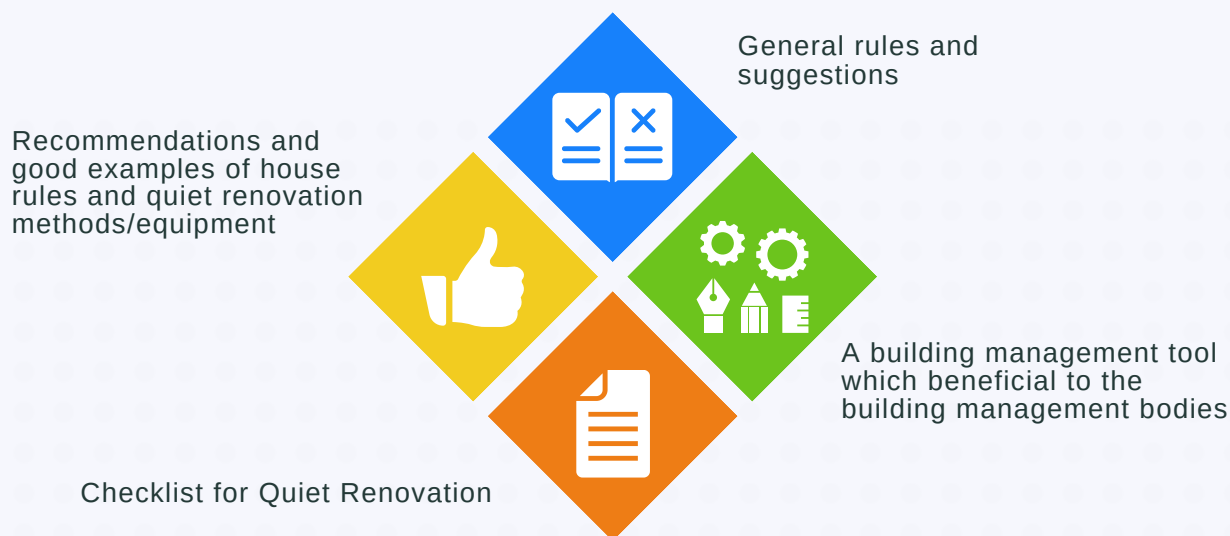 General rules and
suggestions
Recommendations and
good examples of house
rules and quiet renovation
methods/equipment
A building management tool
which beneficial to the
building management bodies
Checklist for Quiet Renovation